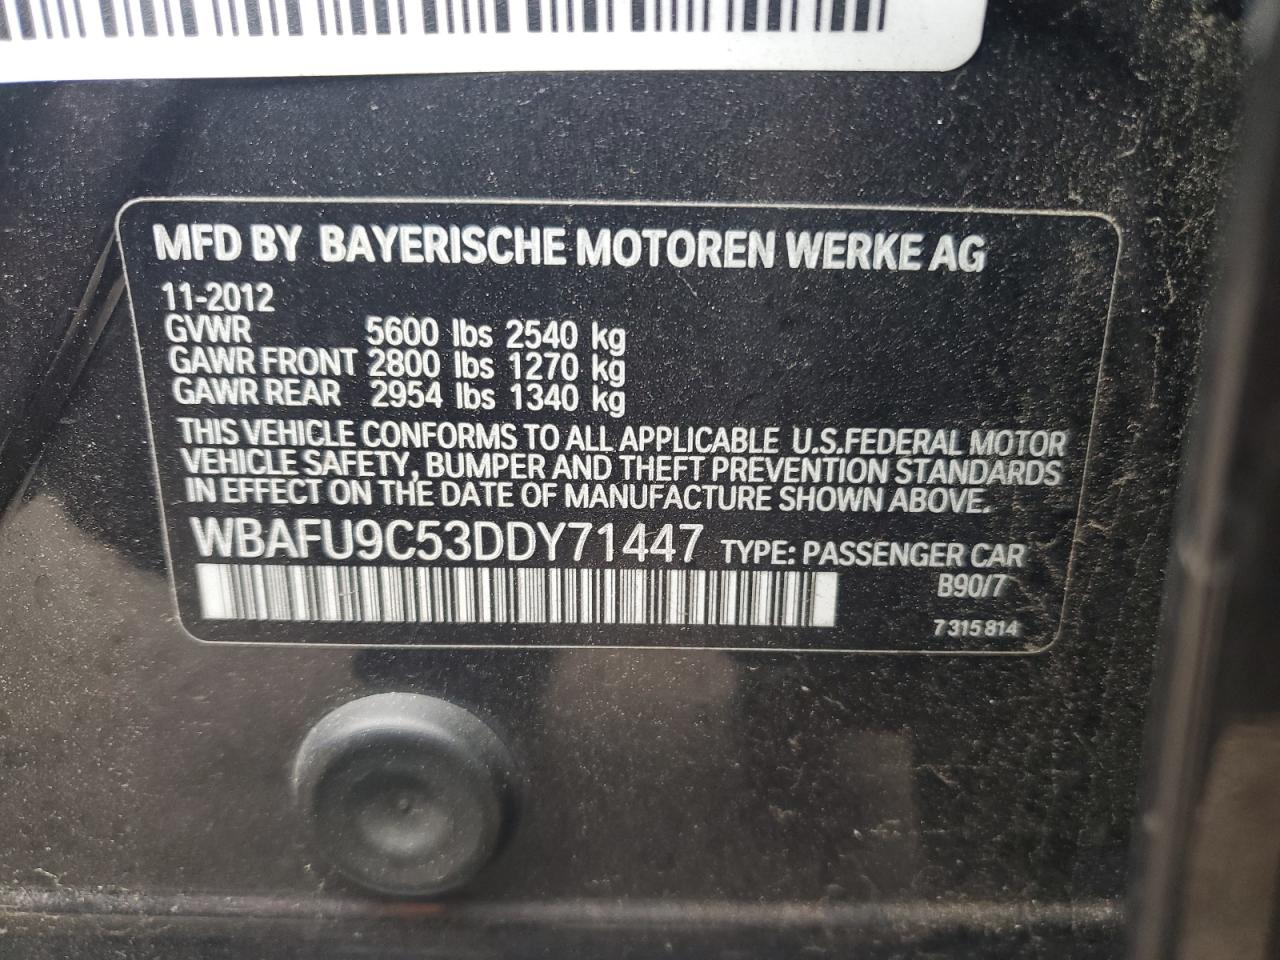 MFD BY BAYERISCHE MOTOREN WERKE AG
11-2012
GVWR 5600 lbs 2540 kg
GAWR FRONT 2800 lbs 1270 kg
GAWR REAR 2954 lbs 1340 kg
THIS VEHICLE CONFORMS TO ALL APPLICABLE U.S.FEDERAL MOTOR
VEHICLE SAFETY, BUMPER AND THEFT PREVENTION STANDARDS
IN EFFECT ON THE DATE OF MANUFACTURE SHOWN ABOVE.
WBAFU9C53DDY71447 TYPE: PASSENGER CAR
B90/7
7 315 814